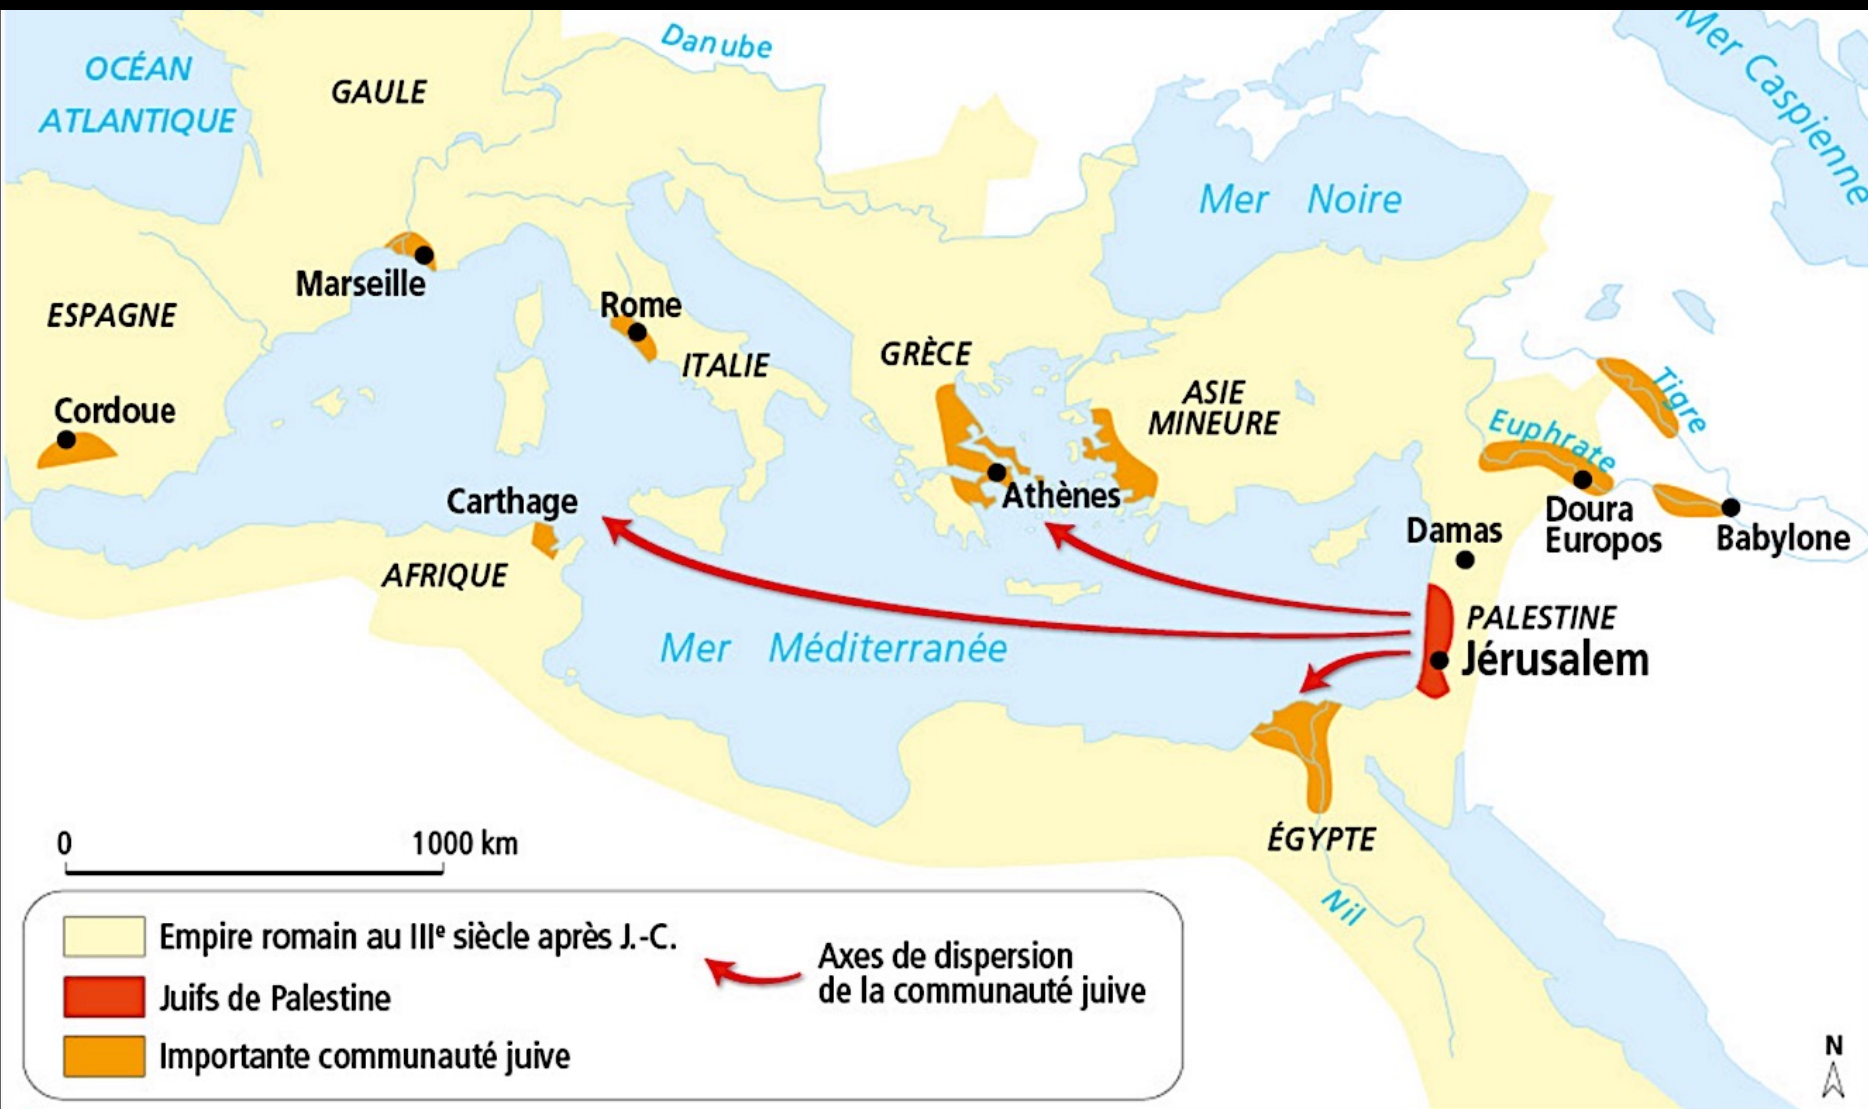 OCÉAN
ATLANTIQUE
GAULE
Danube
Mer Caspienne
Mer Noire
Marseille
ESPAGNE
Rome
ITALIE
GRÈCE
ASIE
MINEURE
Tigre
Euphrate
Cordoue
Carthage
Athènes
Doura
Europos
Babylone
Damas
AFRIQUE
PALESTINE
Jérusalem
Mer Méditerranée
ÉGYPTE
Nil
0 1000 km
Empire romain au IIIe siècle après J.-C.
Juifs de Palestine
Importante communauté juive
Axes de dispersion
de la communauté juive
N